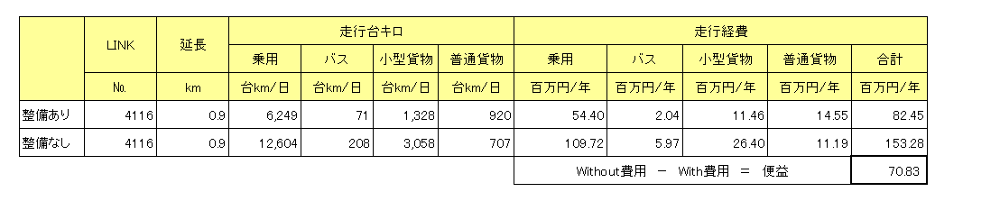 LINK 延長 走行台キロ 走行経費
乗用 バス 小型貨物 普通貨物 乗用 バス 小型貨物 普通貨物 合計
№ km 台km/日 台km/日 台km/日 台km/日 百万円/年 百万円/年 百万円/年 百万円/年 百万円/年
整備あり 4116 0.9 6,249 71 1,328 920 54.40 2.04 11.46 14.55 82.45
整備なし 4116 0.9 12,604 208 3,058 707 109.72 5.97 26.40 11.19 153.28
Without費用 － With費用 ＝ 便益 70.83